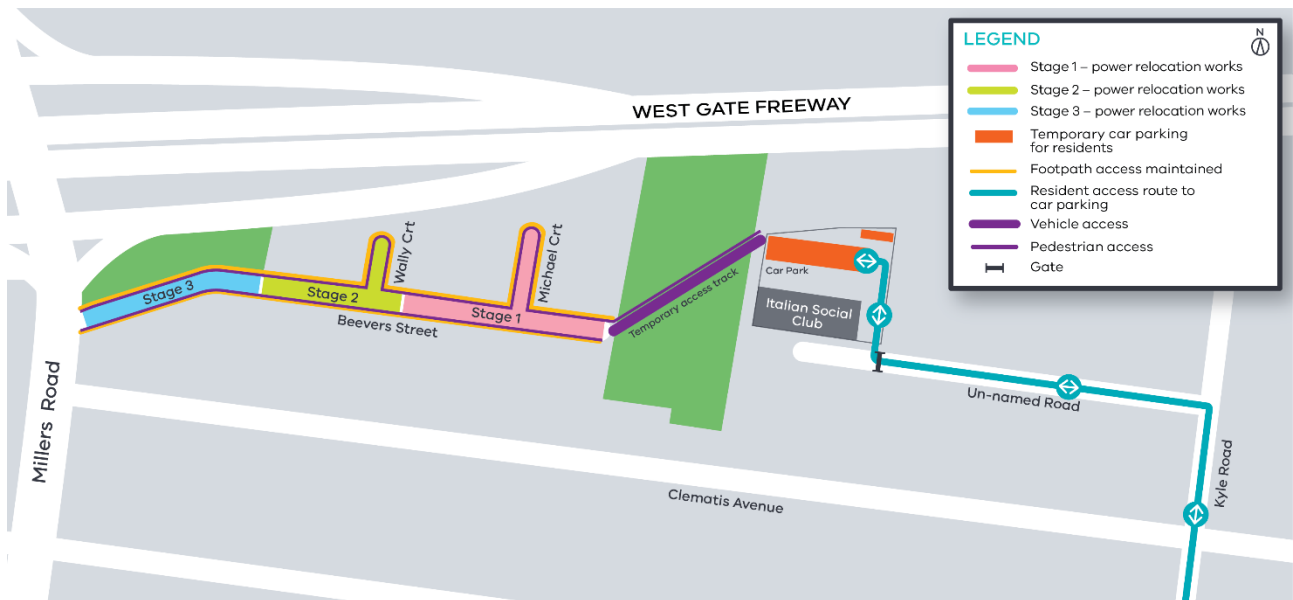 LEGEND
N
Stage 1 – power relocation works
Stage 2 – power relocation works
Stage 3 – power relocation works
Temporary car parking
for residents
Footpath access maintained
Resident access route to
car parking
Vehicle access
Pedestrian access
Gate
WEST GATE FREEWAY
Wally Crt
Michael Crt
Stage 3
Stage 2
Stage 1
Beevers Street
Temporary access track
Car Park
Italian Social
Club
Un-named Road
Millers Road
Kyle Road
Clematis Avenue